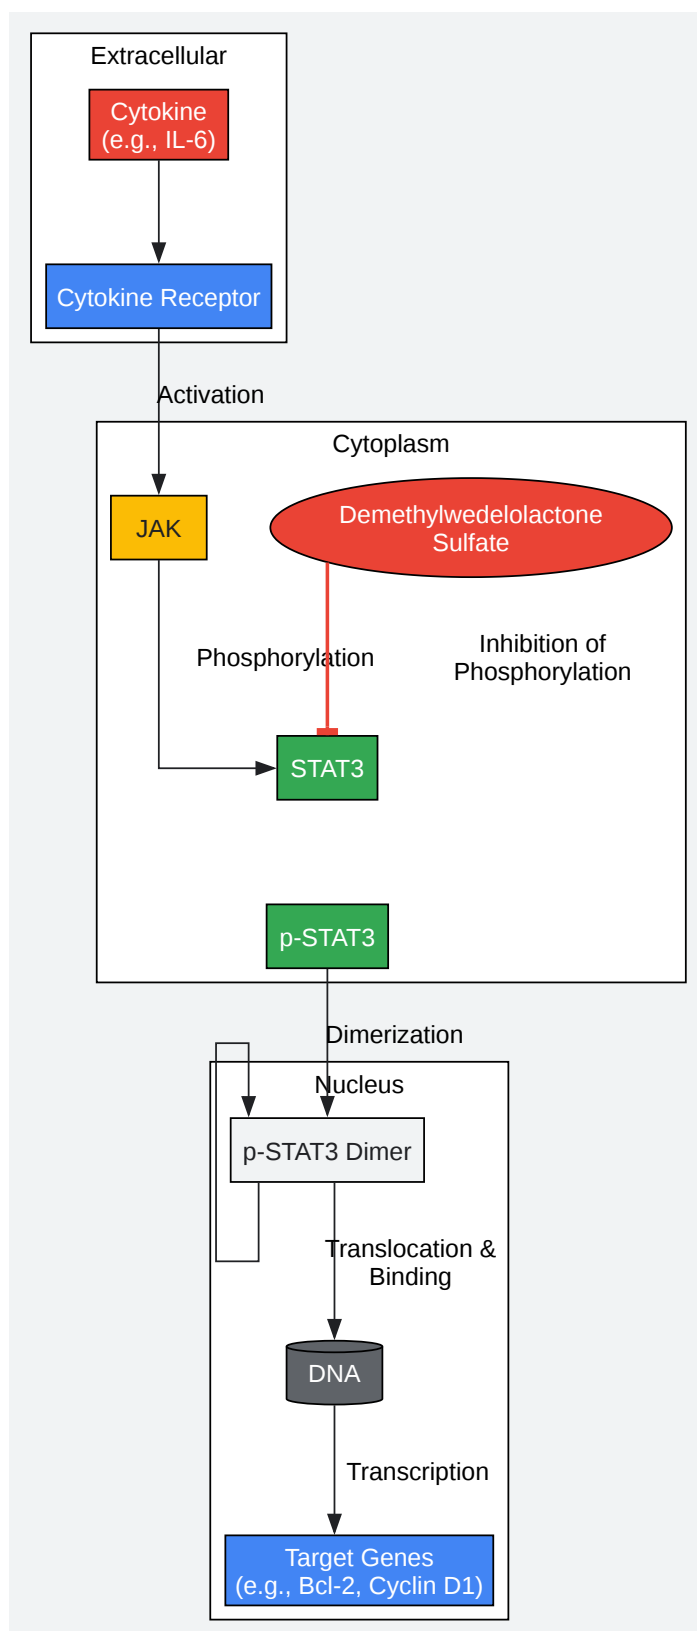 Extracellular
Cytokine
(e.g., IL-6)
Cytokine Receptor
Activation
Cytoplasm
JAK
Demethylwedelolactone
Sulfate
Phosphorylation
Inhibition of
Phosphorylation
STAT3
p-STAT3
Dimerization
Nucleus
p-STAT3 Dimer
Translocation &
Binding
DNA
Transcription
Target Genes
(e.g., Bcl-2, Cyclin D1)